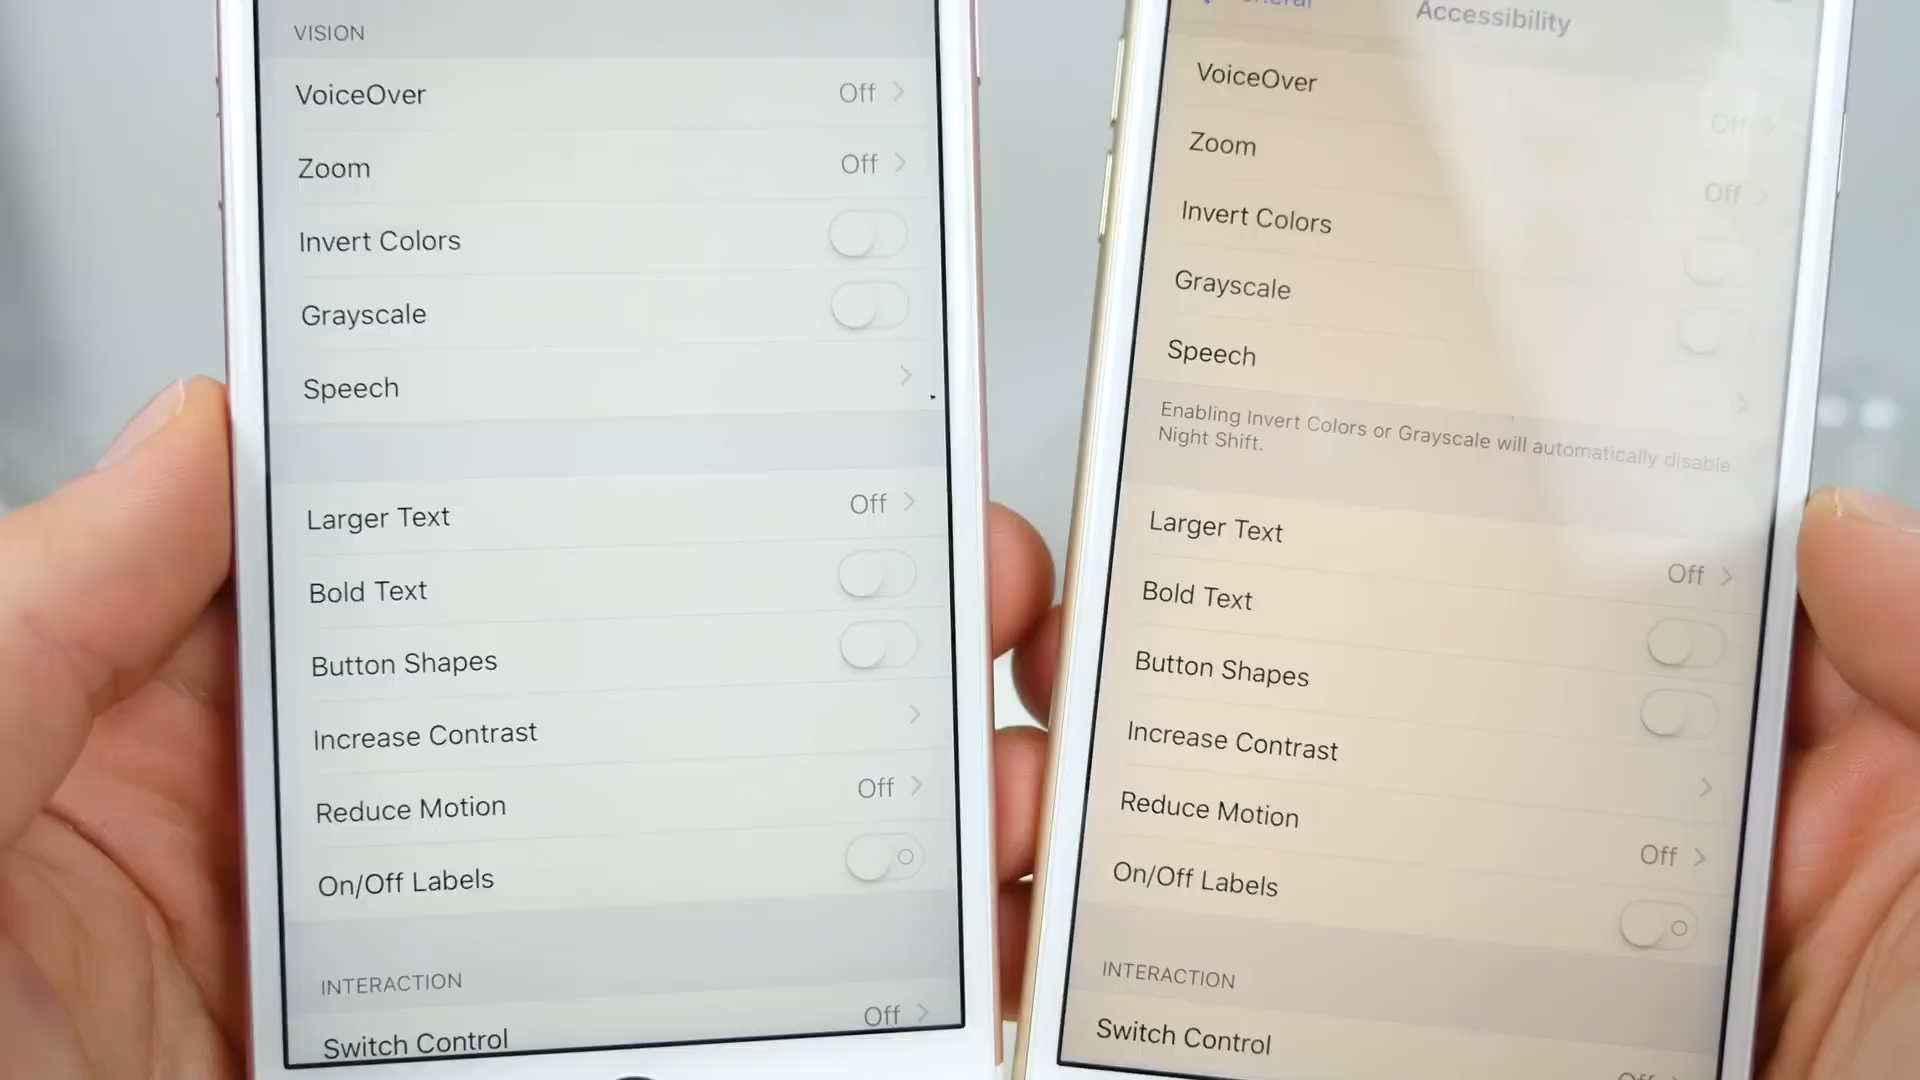 VISION
VoiceOver Off
Zoom Off
Invert Colors
Grayscale
Speech
Larger Text Off
Bold Text
Button Shapes
Increase Contrast
Reduce Motion Off
On/Off Labels
INTERACTION
Switch Control Off
Accessibility
VoiceOver Off
Zoom Off
Invert Colors
Grayscale
Speech
Enabling Invert Colors or Grayscale will automatically disable
Night Shift.
Larger Text Off
Bold Text
Button Shapes
Increase Contrast
Reduce Motion Off
On/Off Labels
INTERACTION
Switch Control Off